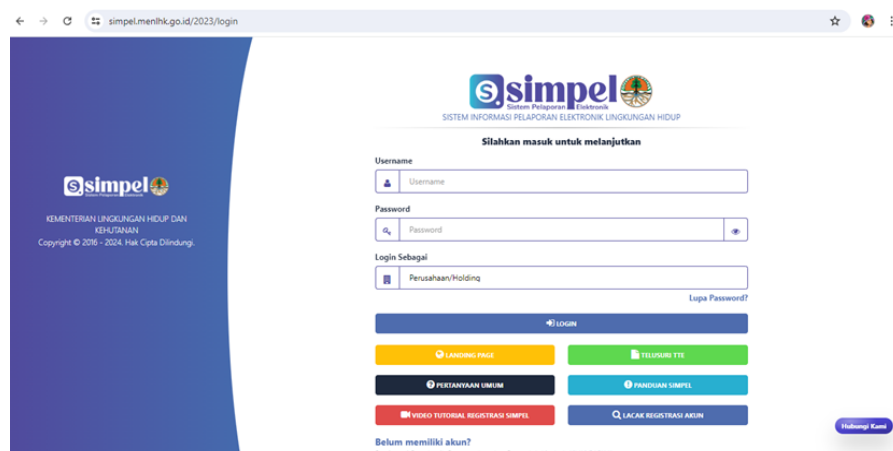 simpel.menlhk.go.id/2023/login
simpel
Sistem Pelaporan Elektronik
SISTEM INFORMASI PELAPORAN ELEKTRONIK LINGKUNGAN HIDUP
Silahkan masuk untuk melanjutkan
Username
Username
Password
Password
Login Sebagai
Perusahaan/Holding
Lupa Password?
LOGIN
LANDING PAGE
TELUSURI TTE
PERTANYAAN UMUM
PANDUAN SIMPEL
VIDEO TUTORIAL REGISTRASI SIMPEL
LACAK REGISTRASI AKUN
Belum memiliki akun?
simpel
KEMENTERIAN LINGKUNGAN HIDUP DAN
KEHUTANAN
Copyright © 2016 - 2024. Hak Cipta Dilindungi.
Hubungi Kami